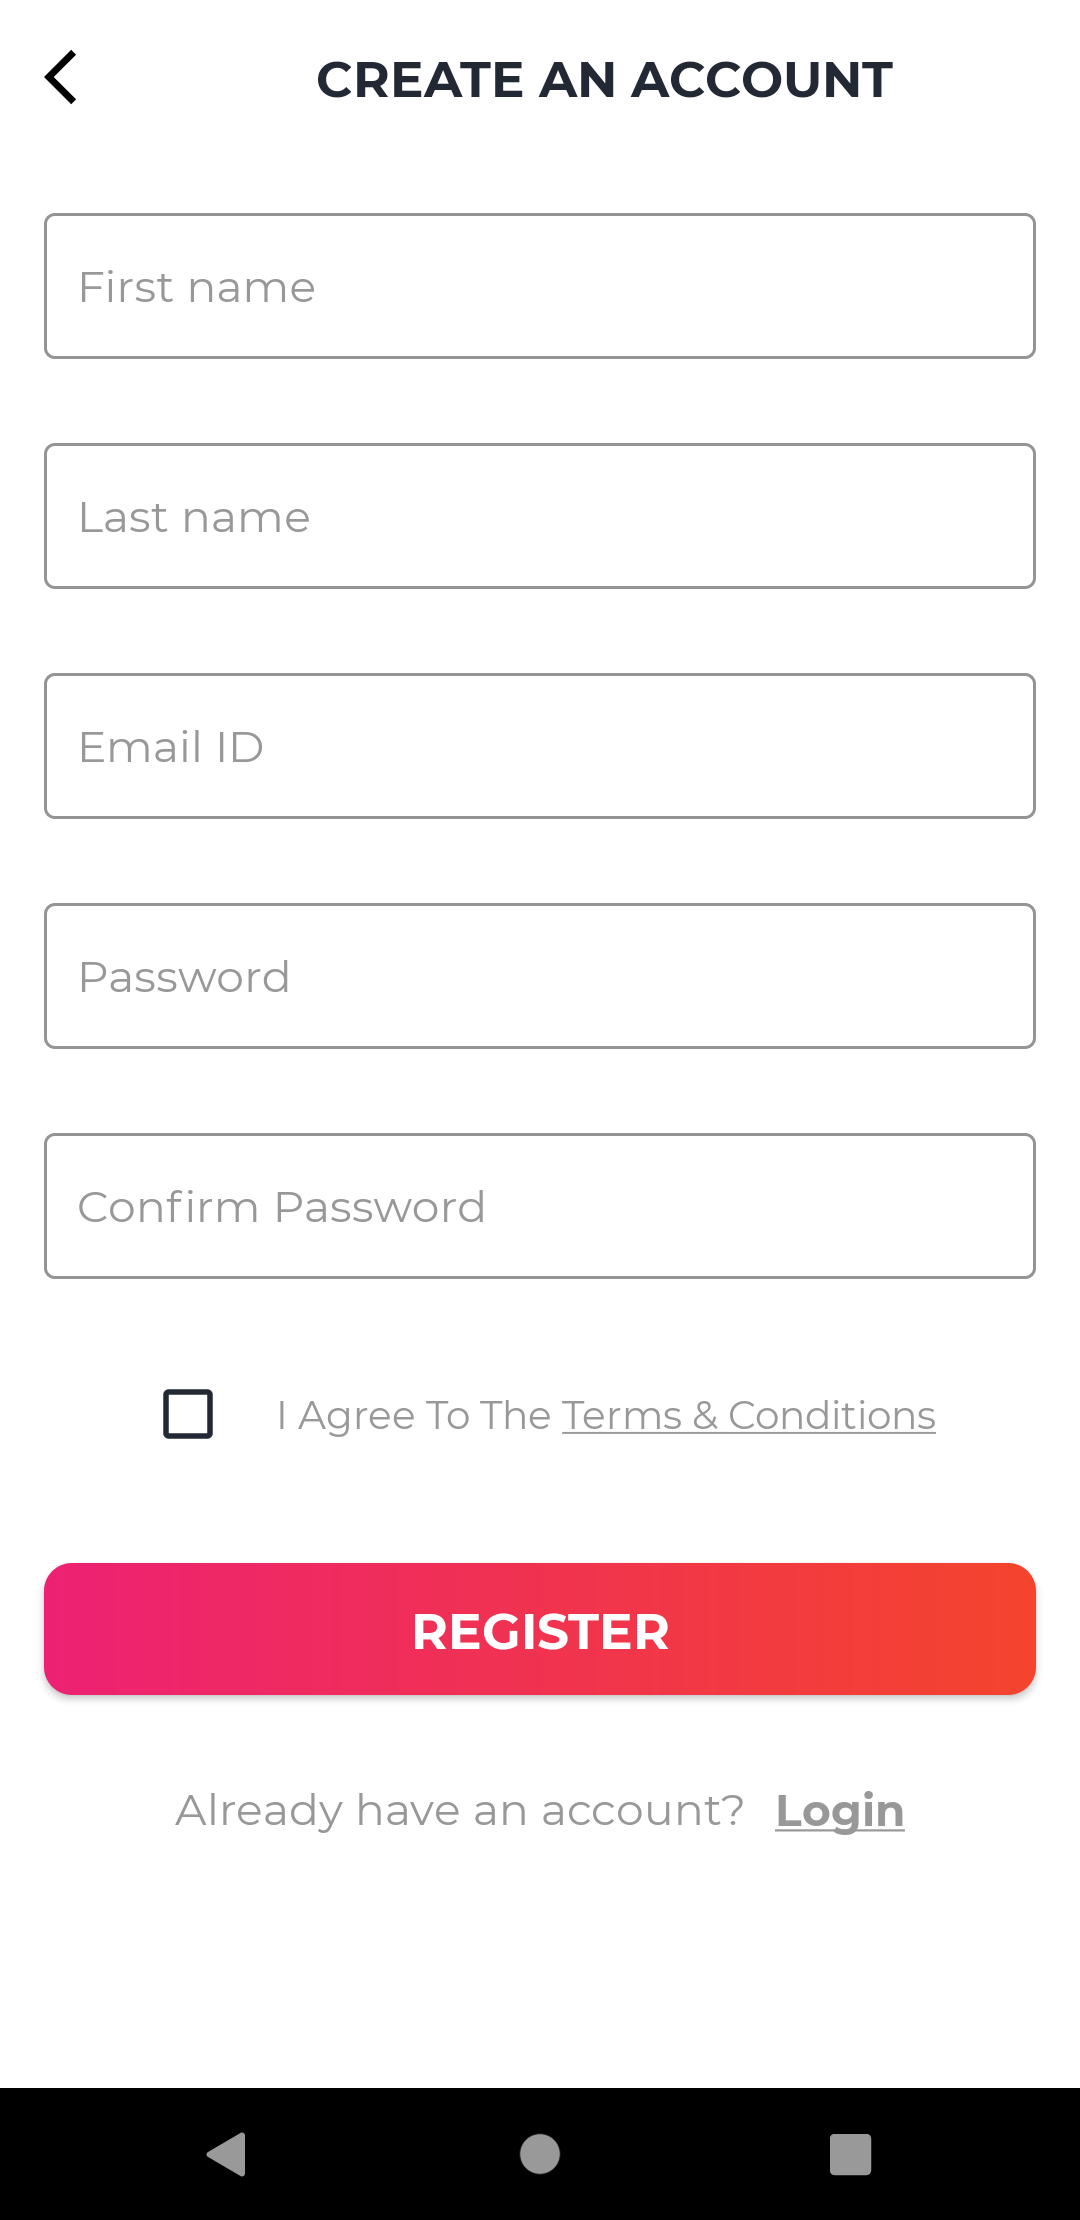 CREATE AN ACCOUNT
First name
Last name
Email ID
Password
Confirm Password
I Agree To The Terms & Conditions
REGISTER
Already have an account? Login